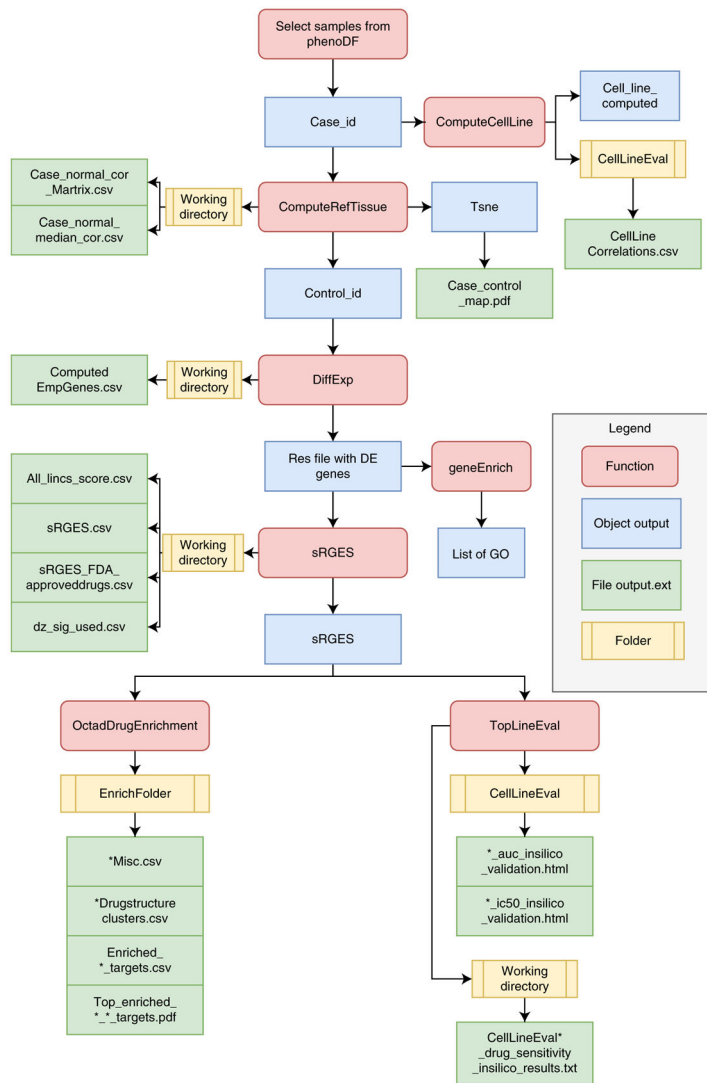 Select samples from
phenoDF
Case_id
ComputeCellLine
Cell_line_
computed
CellLineEval
CellLine
Correlations.csv
Case_normal_cor
_Martrix.csv
Case_normal_
median_cor.csv
Working
directory
ComputeRefTissue
Tsne
Case_control
_map.pdf
Control_id
Computed
EmpGenes.csv
Working
directory
DiffExp
Res file with DE
genes
geneEnrich
List of GO
All_lincs_score.csv
sRGES.csv
sRGES_FDA_
approveddrugs.csv
dz_sig_used.csv
Working
directory
sRGES
sRGES
Legend
Function
Object output
File output.ext
Folder
OctadDrugEnrichment
EnrichFolder
*Misc.csv
*Drugstructure
clusters.csv
Enriched_
*_targets.csv
Top_enriched_
*_*_targets.pdf
TopLineEval
CellLineEval
*_auc_insilico
_validation.html
*_ic50_insilico
_validation.html
Working
directory
CellLineEval*
_drug_sensitivity
_insilico_results.txt